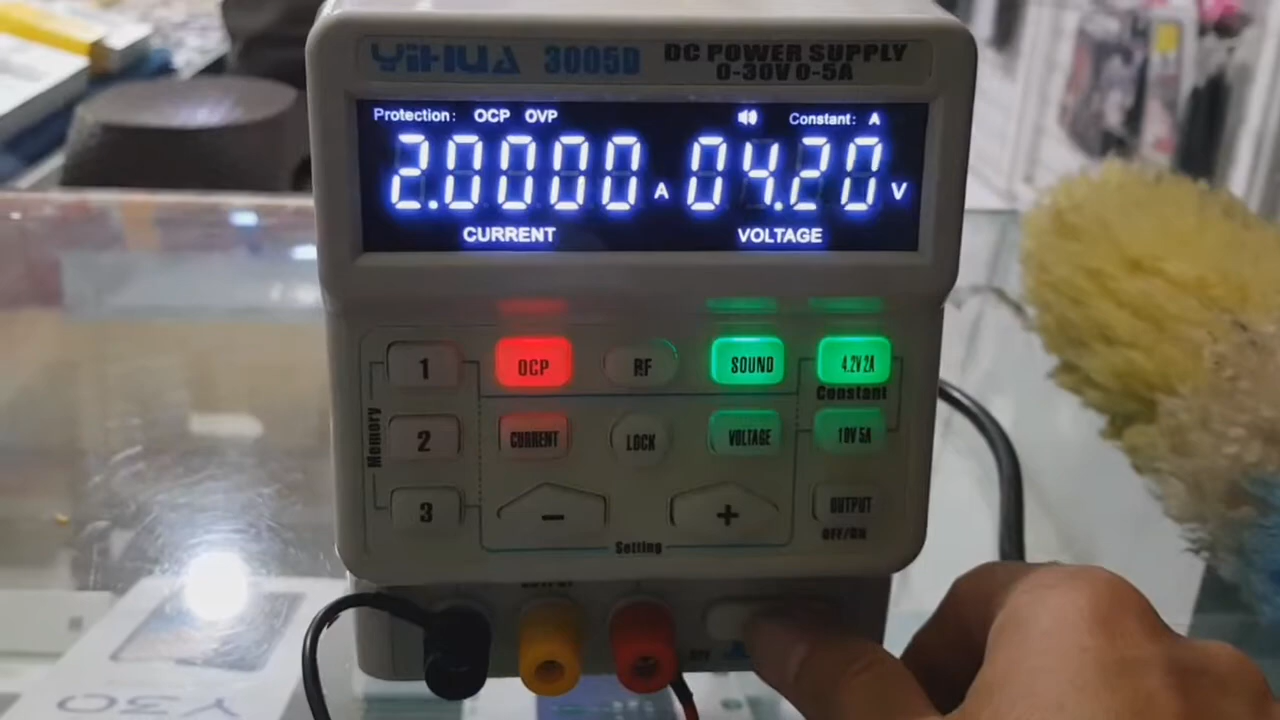 YiHUA 3005D DC POWER SUPPLY
0-30V 0-5A
Protection: OCP OVP Constant: A
2.0000 A 04.20 V
CURRENT VOLTAGE
1 OCP RF SOUND 4.2V 2A
Constant
Memory
2 CURRENT LOCK VOLTAGE 10V 5A
3 − + OUTPUT
OFF/ON
Setting
OUTPUT
Y30